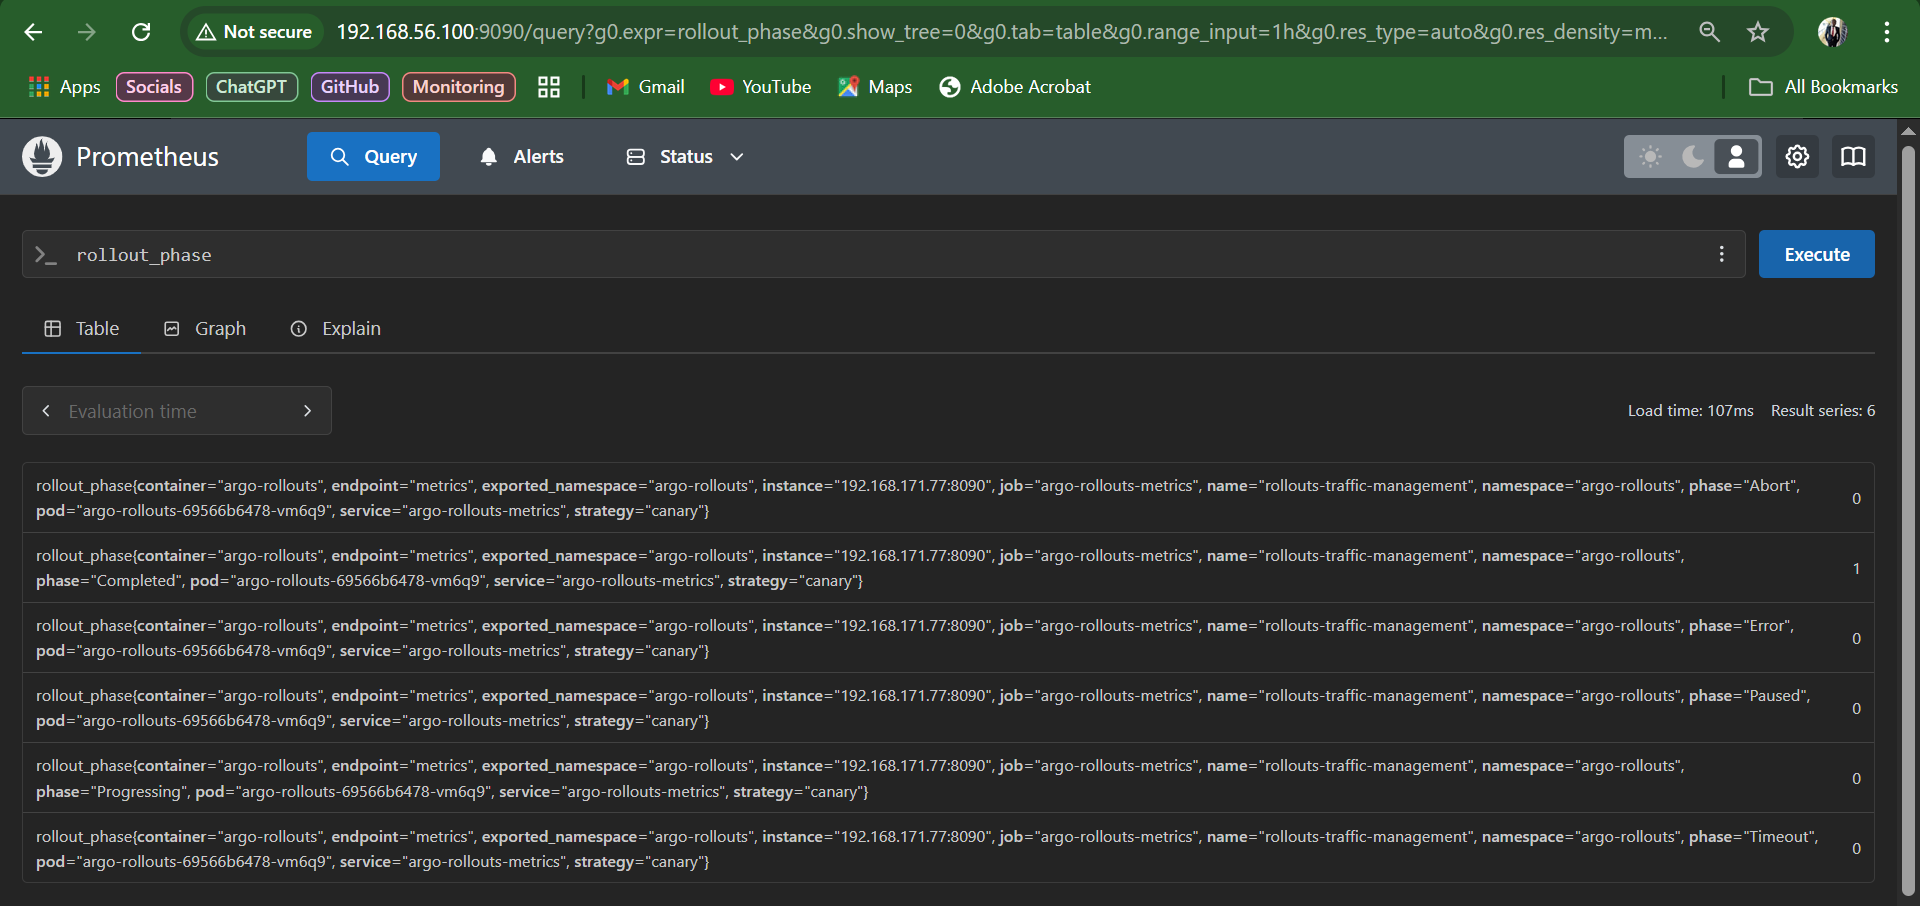 Not secure 192.168.56.100:9090/query?g0.expr=rollout_phase&g0.show_tree=0&g0.tab=table&g0.range_input=1h&g0.res_type=auto&g0.res_density=m...
Apps Socials ChatGPT GitHub Monitoring Gmail YouTube Maps Adobe Acrobat All Bookmarks
Prometheus Query Alerts Status
rollout_phase Execute
Table Graph Explain
Evaluation time Load time: 107ms Result series: 6
rollout_phase{container="argo-rollouts", endpoint="metrics", exported_namespace="argo-rollouts", instance="192.168.171.77:8090", job="argo-rollouts-metrics", name="rollouts-traffic-management", namespace="argo-rollouts", phase="Abort",
pod="argo-rollouts-69566b6478-vm6q9", service="argo-rollouts-metrics", strategy="canary"} 0
rollout_phase{container="argo-rollouts", endpoint="metrics", exported_namespace="argo-rollouts", instance="192.168.171.77:8090", job="argo-rollouts-metrics", name="rollouts-traffic-management", namespace="argo-rollouts",
phase="Completed", pod="argo-rollouts-69566b6478-vm6q9", service="argo-rollouts-metrics", strategy="canary"} 1
rollout_phase{container="argo-rollouts", endpoint="metrics", exported_namespace="argo-rollouts", instance="192.168.171.77:8090", job="argo-rollouts-metrics", name="rollouts-traffic-management", namespace="argo-rollouts", phase="Error",
pod="argo-rollouts-69566b6478-vm6q9", service="argo-rollouts-metrics", strategy="canary"} 0
rollout_phase{container="argo-rollouts", endpoint="metrics", exported_namespace="argo-rollouts", instance="192.168.171.77:8090", job="argo-rollouts-metrics", name="rollouts-traffic-management", namespace="argo-rollouts", phase="Paused",
pod="argo-rollouts-69566b6478-vm6q9", service="argo-rollouts-metrics", strategy="canary"} 0
rollout_phase{container="argo-rollouts", endpoint="metrics", exported_namespace="argo-rollouts", instance="192.168.171.77:8090", job="argo-rollouts-metrics", name="rollouts-traffic-management", namespace="argo-rollouts",
phase="Progressing", pod="argo-rollouts-69566b6478-vm6q9", service="argo-rollouts-metrics", strategy="canary"} 0
rollout_phase{container="argo-rollouts", endpoint="metrics", exported_namespace="argo-rollouts", instance="192.168.171.77:8090", job="argo-rollouts-metrics", name="rollouts-traffic-management", namespace="argo-rollouts", phase="Timeout",
pod="argo-rollouts-69566b6478-vm6q9", service="argo-rollouts-metrics", strategy="canary"} 0